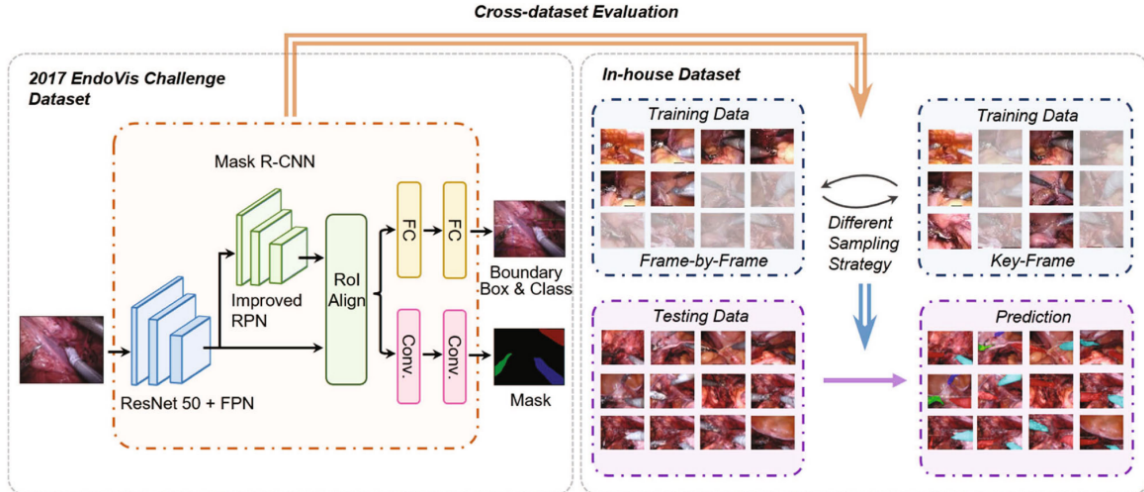 Cross-dataset Evaluation
2017 EndoVis Challenge
Dataset
Mask R-CNN
Improved
RPN
RoI
Align
FC
FC
Conv.
Conv.
Boundary
Box & Class
Mask
ResNet 50 + FPN
In-house Dataset
Training Data
Frame-by-Frame
Training Data
Key-Frame
Different
Sampling
Strategy
Testing Data
Prediction